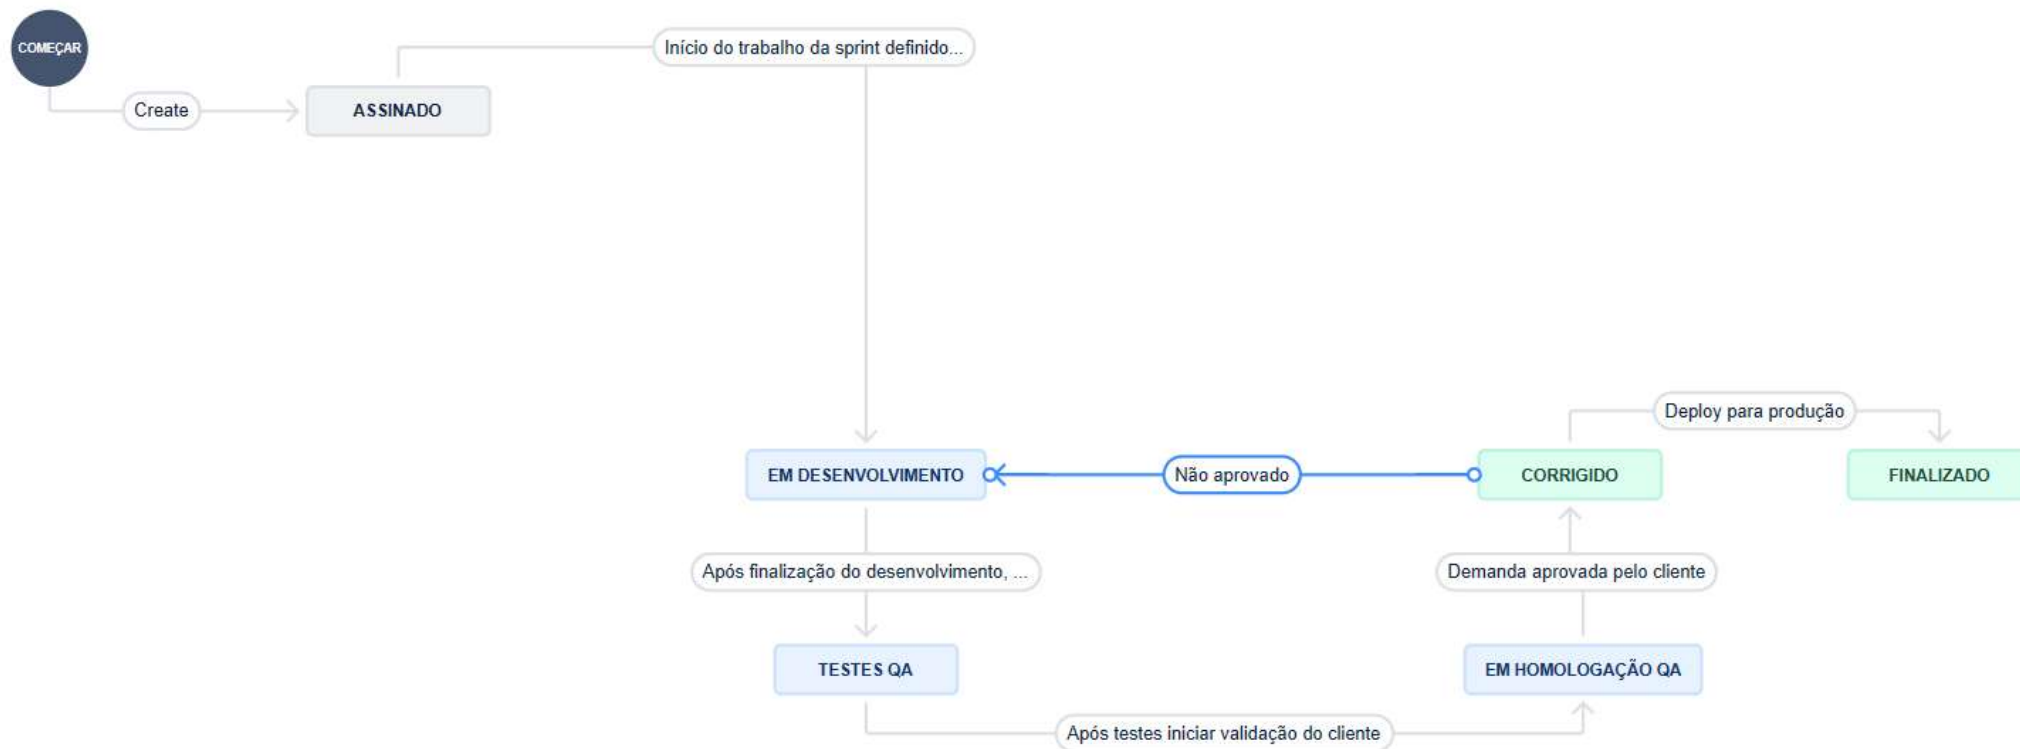 COMEÇAR
Início do trabalho da sprint definido...
Create
ASSINADO
Deploy para produção
EM DESENVOLVIMENTO
Não aprovado
CORRIGIDO
FINALIZADO
Após finalização do desenvolvimento, ...
Demanda aprovada pelo cliente
TESTES QA
EM HOMOLOGAÇÃO QA
Após testes iniciar validação do cliente